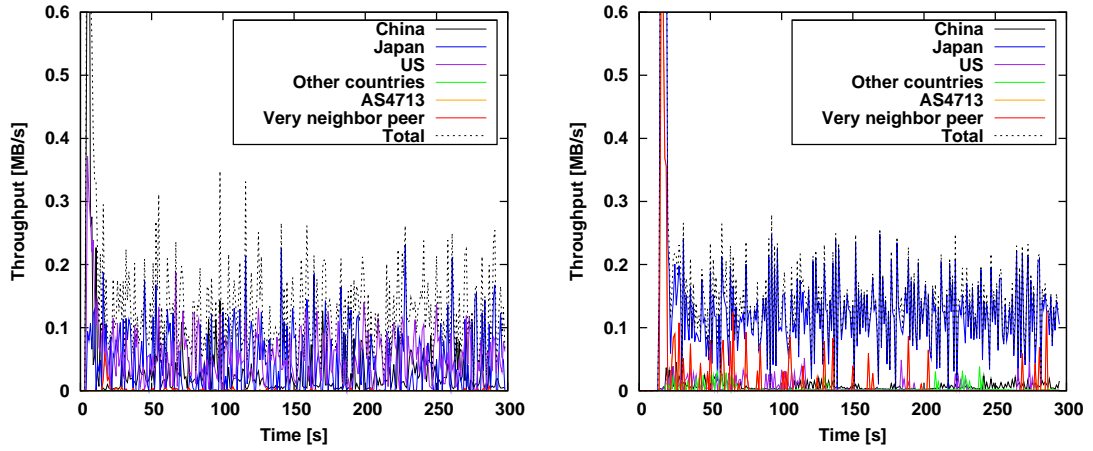 0.6
0.5
0.4
0.3
0.2
0.1
0
Throughput [MB/s]
China
Japan
US
Other countries
AS4713
Very neighbor peer
Total
0 50 100 150 200 250 300
Time [s]
0.6
0.5
0.4
0.3
0.2
0.1
0
Throughput [MB/s]
China
Japan
US
Other countries
AS4713
Very neighbor peer
Total
0 50 100 150 200 250 300
Time [s]